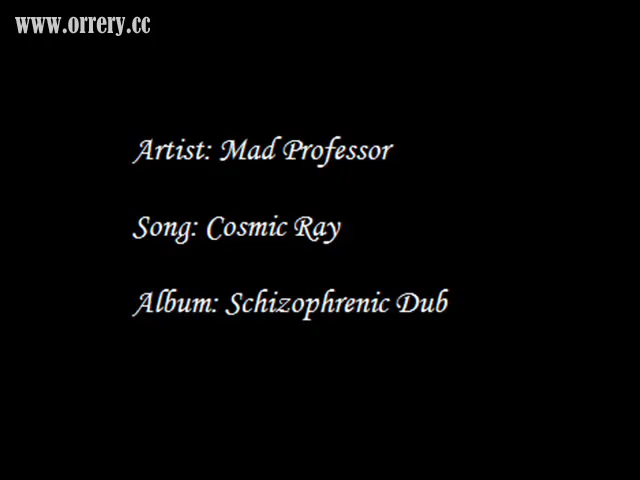 www.orrery.cc
Artist: Mad Professor
Song: Cosmic Ray
Album: Schizophrenic Dub